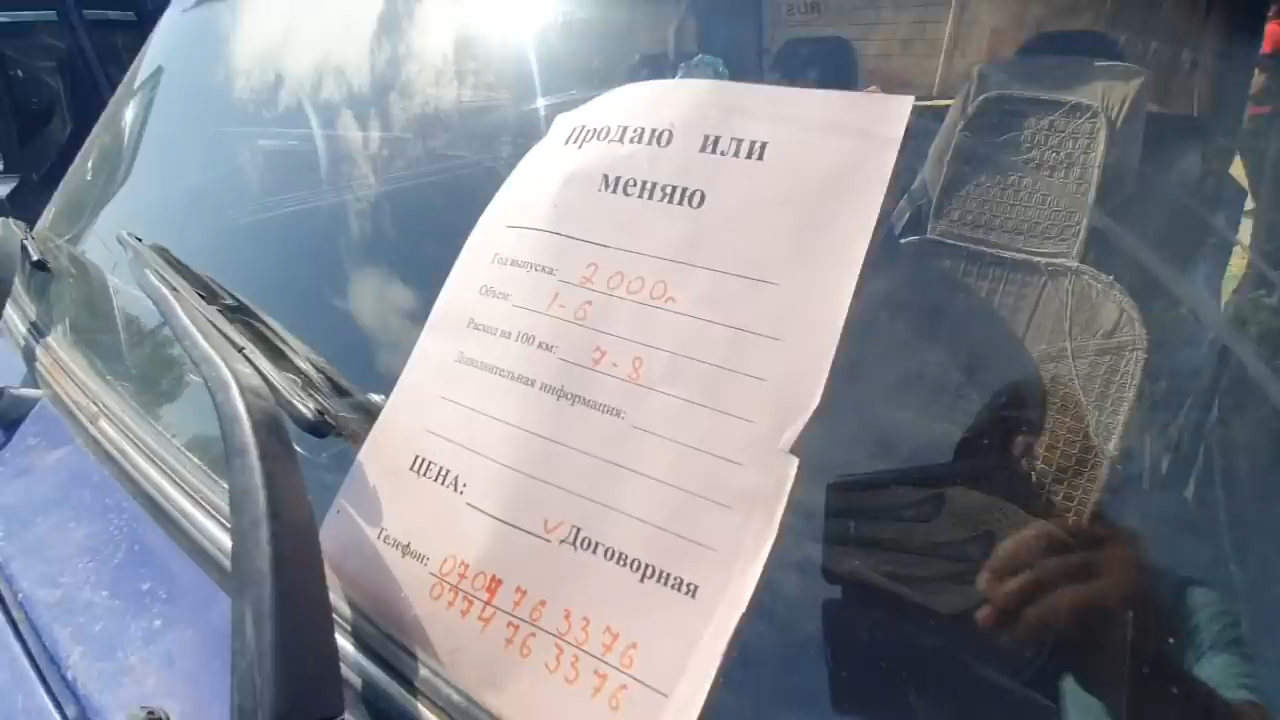 RUS
Продаю или
меняю
Год выпуска: 2000г
Объем: 1-6
Расход на 100 км: 7-8
Дополнительная информация:
ЦЕНА: ✓ Договорная
Телефон: 0704 76 33 76
0774 76 33 76